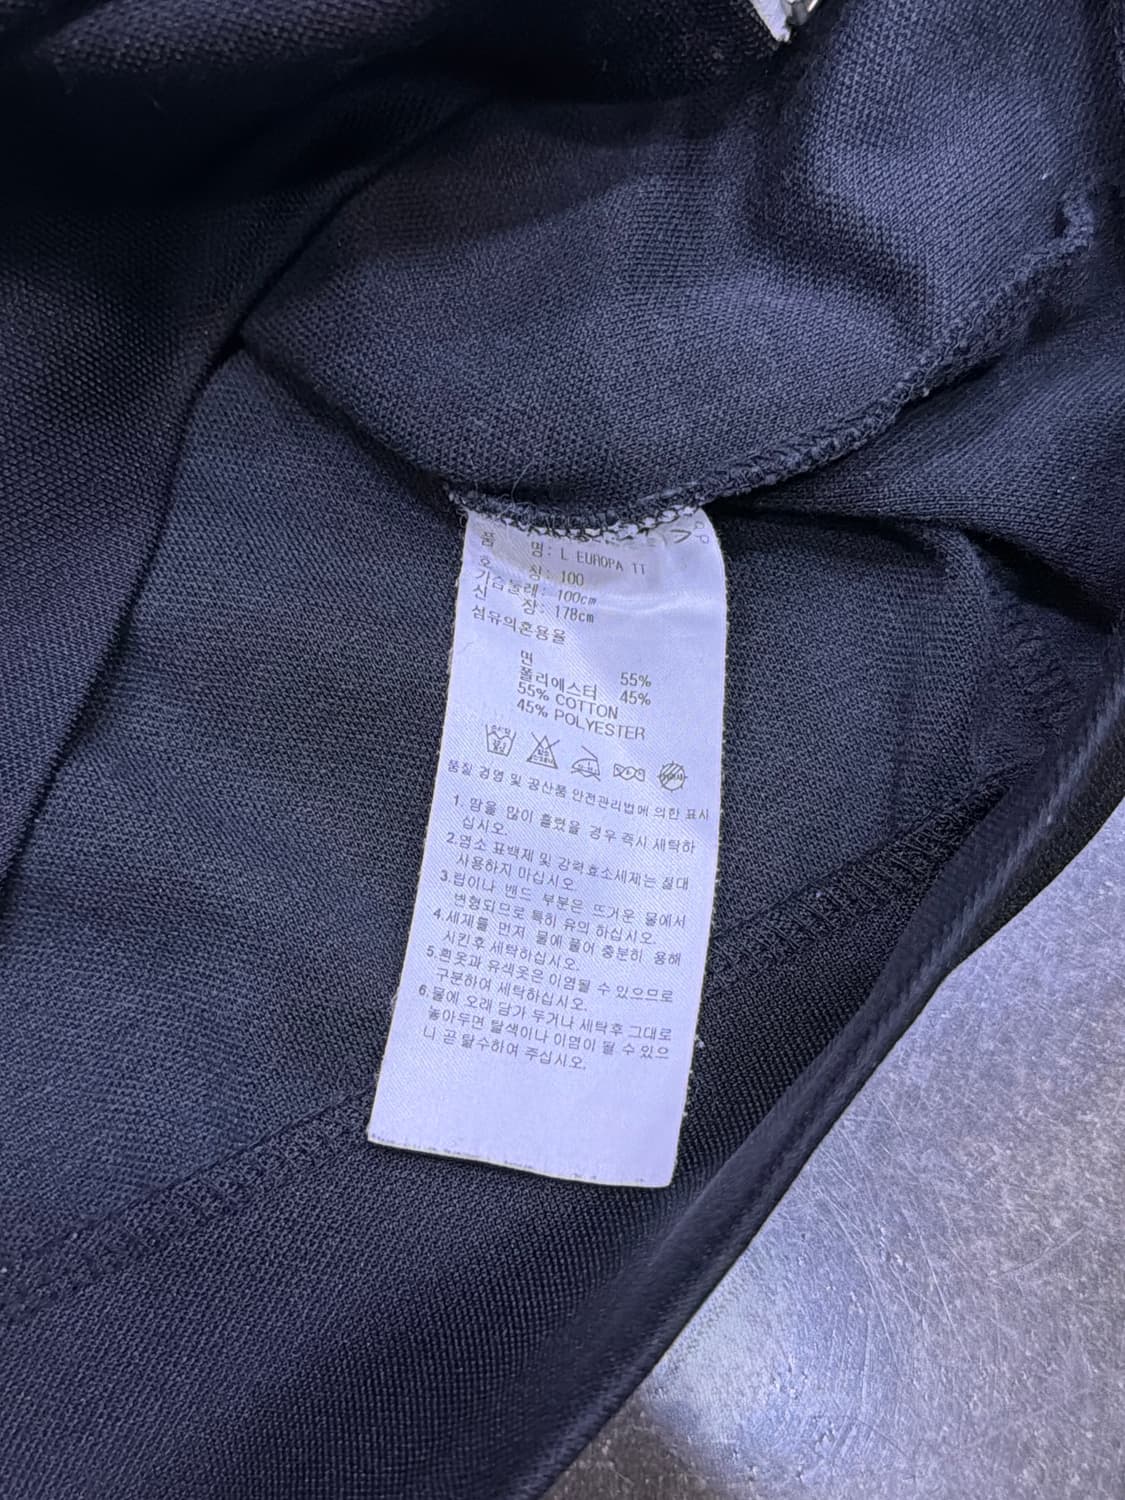 품 명: L EUROPA TT
호 칭: 100
가슴둘레: 100cm
신 장: 178cm
섬유의혼용율
면 55%
폴리에스터 45%
55% COTTON
45% POLYESTER
품질 경영 및 공산품 안전관리법에 의한 표시
1. 땀을 많이 흘렸을 경우 즉시 세탁하
십시오.
2.염소 표백제 및 강력효소세제는 절대
사용하지 마십시오.
3.립이나 밴드 부분은 뜨거운 물에서
변형되므로 특히 유의 하십시오.
4.세제를 먼저 물에 풀어 충분히 용해
시킨후 세탁하십시오.
5.흰옷과 유색옷은 이염될 수 있으므로
구분하여 세탁하십시오.
6.물에 오래 담가 두거나 세탁후 그대로
놓아두면 탈색이나 이염이 될 수 있으
니 곧 탈수하여 주십시오.